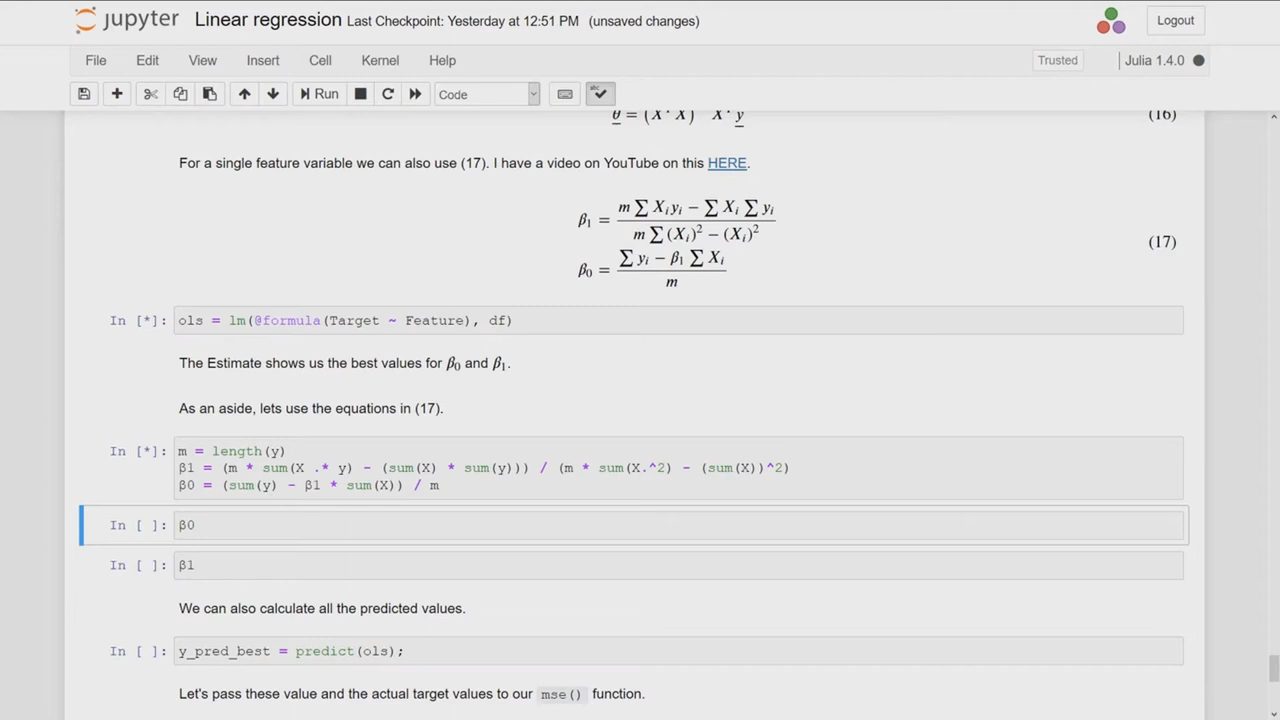 jupyter Linear regression Last Checkpoint: Yesterday at 12:51 PM (unsaved changes) Logout
File Edit View Insert Cell Kernel Help Trusted Julia 1.4.0
Run Code
θ = (X X) X y (16)
For a single feature variable we can also use (17). I have a video on YouTube on this HERE.
β₁ = (m ∑ Xᵢyᵢ − ∑ Xᵢ ∑ yᵢ) / (m ∑ (Xᵢ)² − (Xᵢ)²)
(17)
β₀ = (∑ yᵢ − β₁ ∑ Xᵢ) / m
In [*]: ols = lm(@formula(Target ~ Feature), df)
The Estimate shows us the best values for β₀ and β₁.
As an aside, lets use the equations in (17).
In [*]: m = length(y)
β1 = (m * sum(X .* y) - (sum(X) * sum(y))) / (m * sum(X.^2) - (sum(X))^2)
β0 = (sum(y) - β1 * sum(X)) / m
In [ ]: β0
In [ ]: β1
We can also calculate all the predicted values.
In [ ]: y_pred_best = predict(ols);
Let's pass these value and the actual target values to our mse() function.